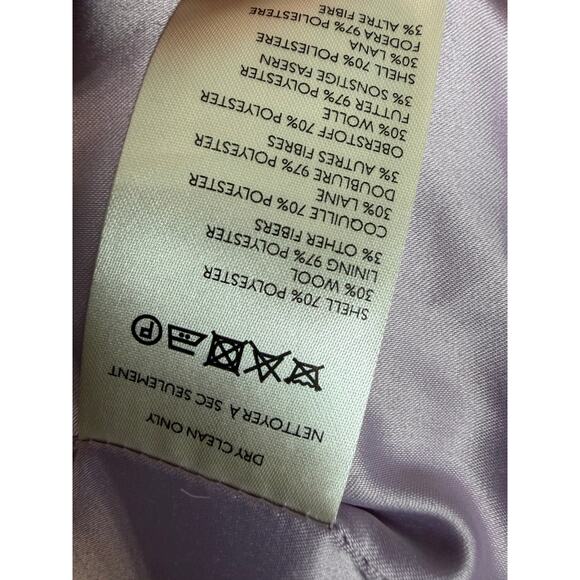 DRY CLEAN ONLY
NETTOYER À SEC SEULEMENT
P
SHELL 70% POLYESTER
30% WOOL
LINING 97% POLYESTER
3% OTHER FIBERS
COQUILLE 70% POLYESTER
30% LAINE
DOUBLURE 97% POLYESTER
3% AUTRES FIBRES
OBERSTOFF 70% POLYESTER
30% WOLLE
FUTTER 97% POLYESTER
3% SONSTIGE FASERN
SHELL 70% POLIESTERE
30% LANA
FODERA 97% POLIESTERE
3% ALTRE FIBRE